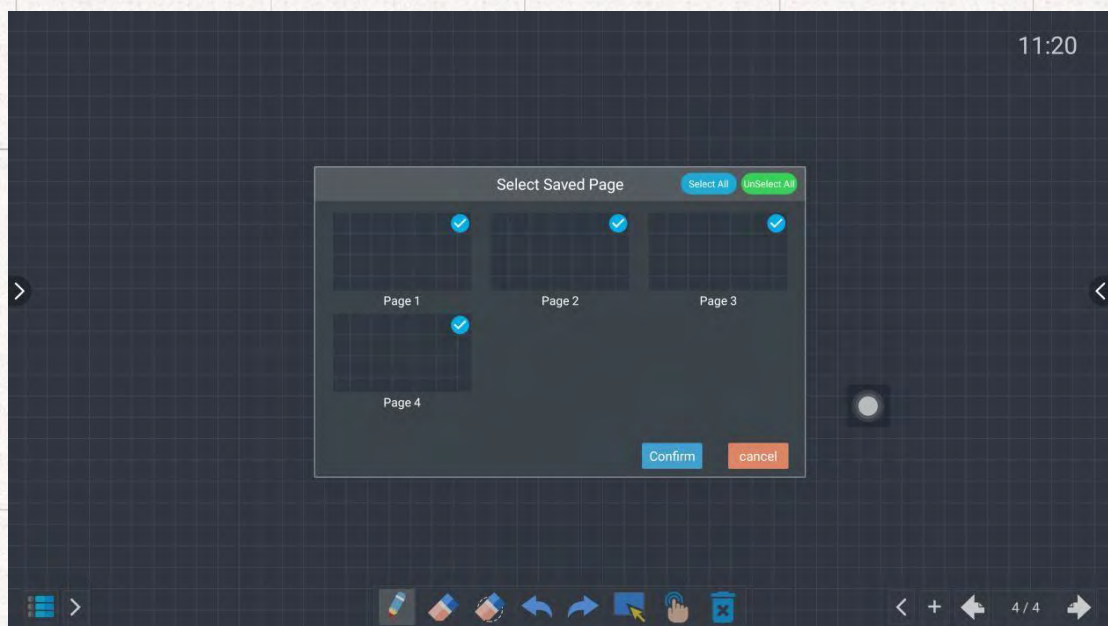 11:20
Select Saved Page
Select All
UnSelect All
Page 1
Page 2
Page 3
Page 4
Confirm
cancel
4/4